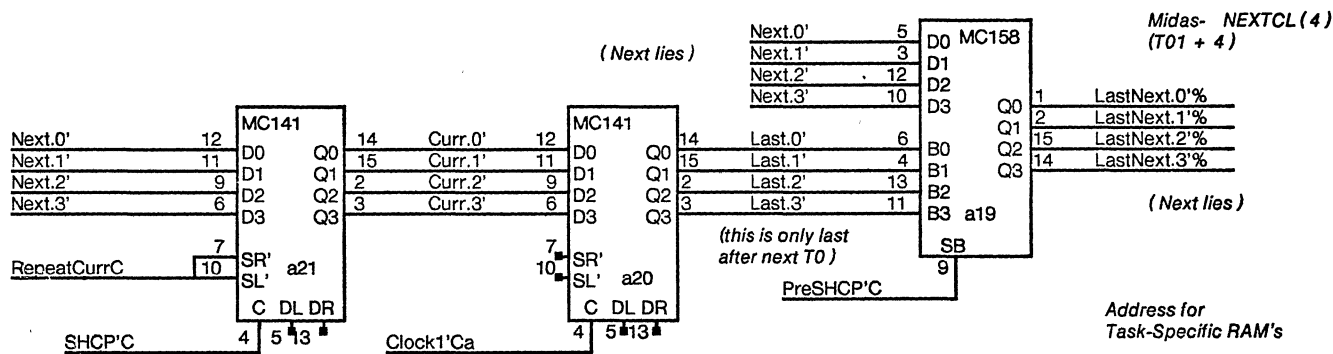 Midas- NEXTCL(4)
(T01 + 4)
(Next lies)
Next.0' 5 D0 MC158
Next.1' 3 D1
Next.2' 12 D2
Next.3' 10 D3
Q0 1 LastNext.0'%
Q1 2 LastNext.1'%
Q2 15 LastNext.2'%
Q3 14 LastNext.3'%
MC141 MC141
Next.0' 12 D0 Q0 14 Curr.0' 12 D0 Q0 14 Last.0' 6 B0
Next.1' 11 D1 Q1 15 Curr.1' 11 D1 Q1 15 Last.1' 4 B1
Next.2' 9 D2 Q2 2 Curr.2' 9 D2 Q2 2 Last.2' 13 B2
Next.3' 6 D3 Q3 3 Curr.3' 6 D3 Q3 3 Last.3' 11 B3 a19
(Next lies)
(this is only last
after next T0)
7 SR' 7 SR'
RepeatCurrC 10 SL' a21 10 SL' a20
SB
9
PreSHCP'C
C DL DR C DL DR
SHCP'C 4 5 13 Clock1'Ca 4 5 13
Address for
Task-Specific RAM's